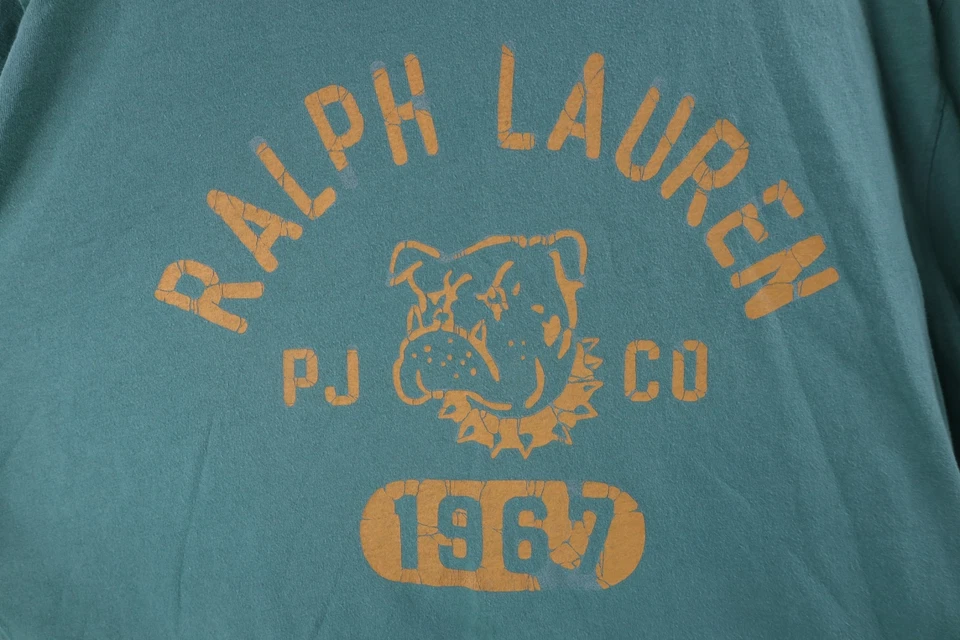 RALPH LAUREN
PJ CO
1967